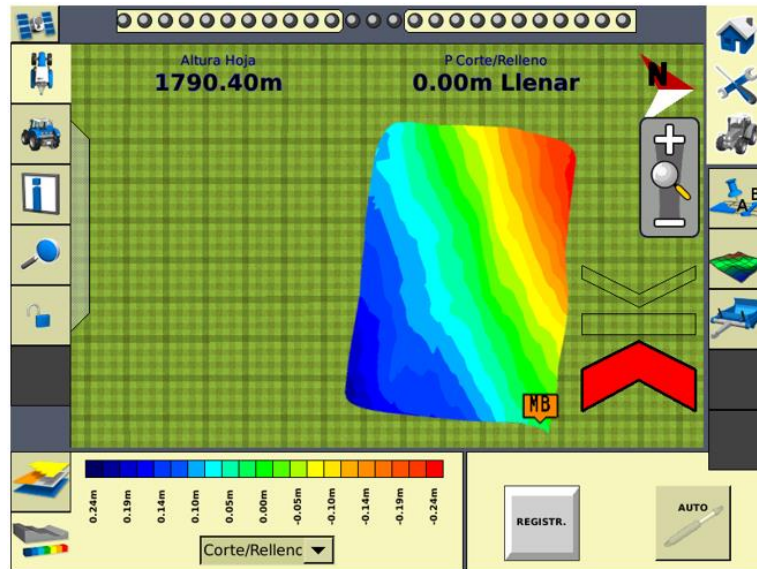 Altura Hoja
1790.40m
P Corte/Relleno
0.00m Llenar
N
A B
MB
0.24m
0.19m
0.14m
0.10m
0.05m
0.00m
-0.05m
-0.10m
-0.14m
-0.19m
-0.24m
Corte/Rellenc
REGISTR.
AUTO